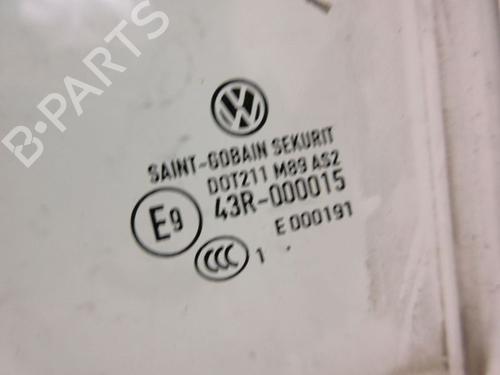 B-PARTS
SAINT-GOBAIN SEKURIT
DOT211 M89 AS2
E9 43R-000015
E 000191
CCC 1